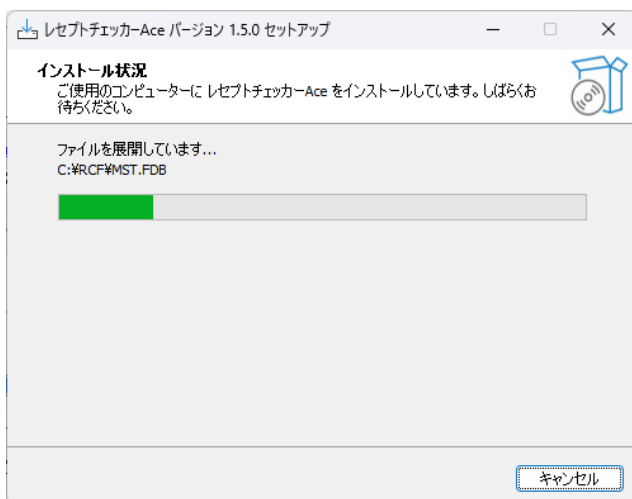 レセプトチェッカーAce バージョン 1.5.0 セットアップ
インストール状況
ご使用のコンピューターに レセプトチェッカーAce をインストールしています。しばらくお
待ちください。
ファイルを展開しています...
C:¥RCF¥MST.FDB
キャンセル